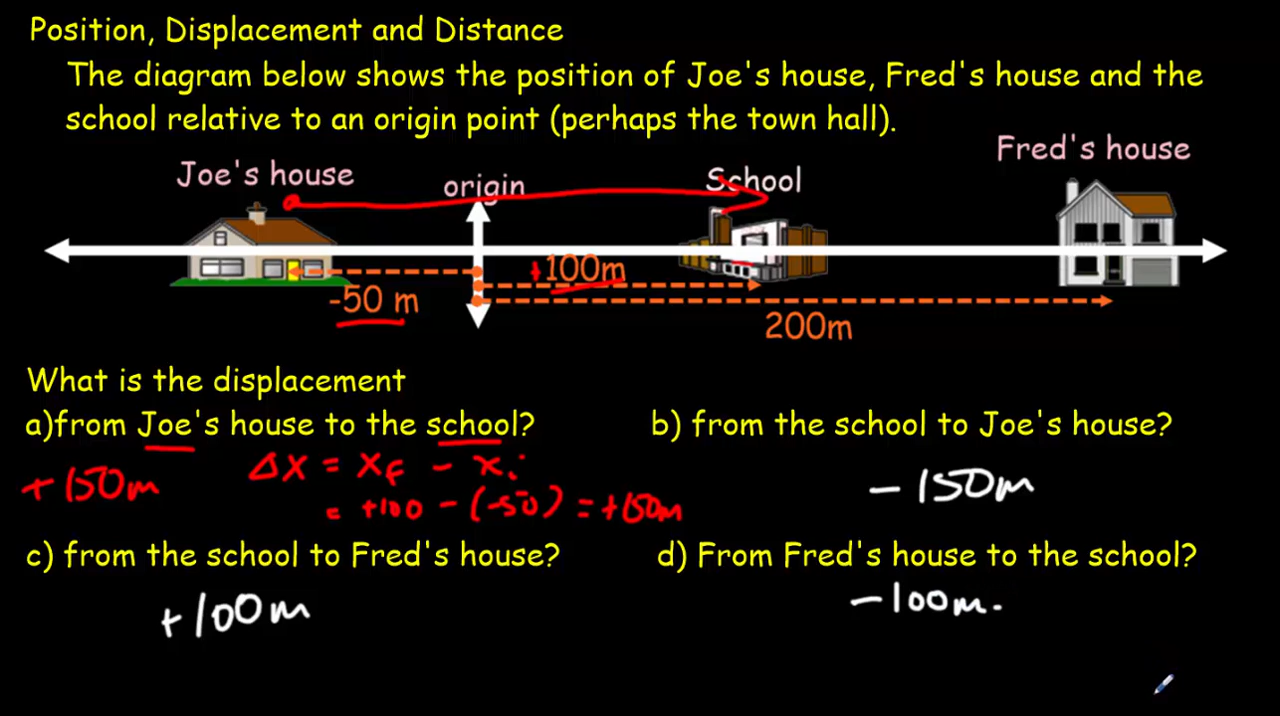 Position, Displacement and Distance
The diagram below shows the position of Joe's house, Fred's house and the
school relative to an origin point (perhaps the town hall).
Joe's house
origin
School
Fred's house
-50 m
+100m
200m
What is the displacement
a)from Joe's house to the school?
+150m
Δx = xf - xi
= +100 - (-50) = +150m
b) from the school to Joe's house?
-150m
c) from the school to Fred's house?
+100m
d) From Fred's house to the school?
-100m.